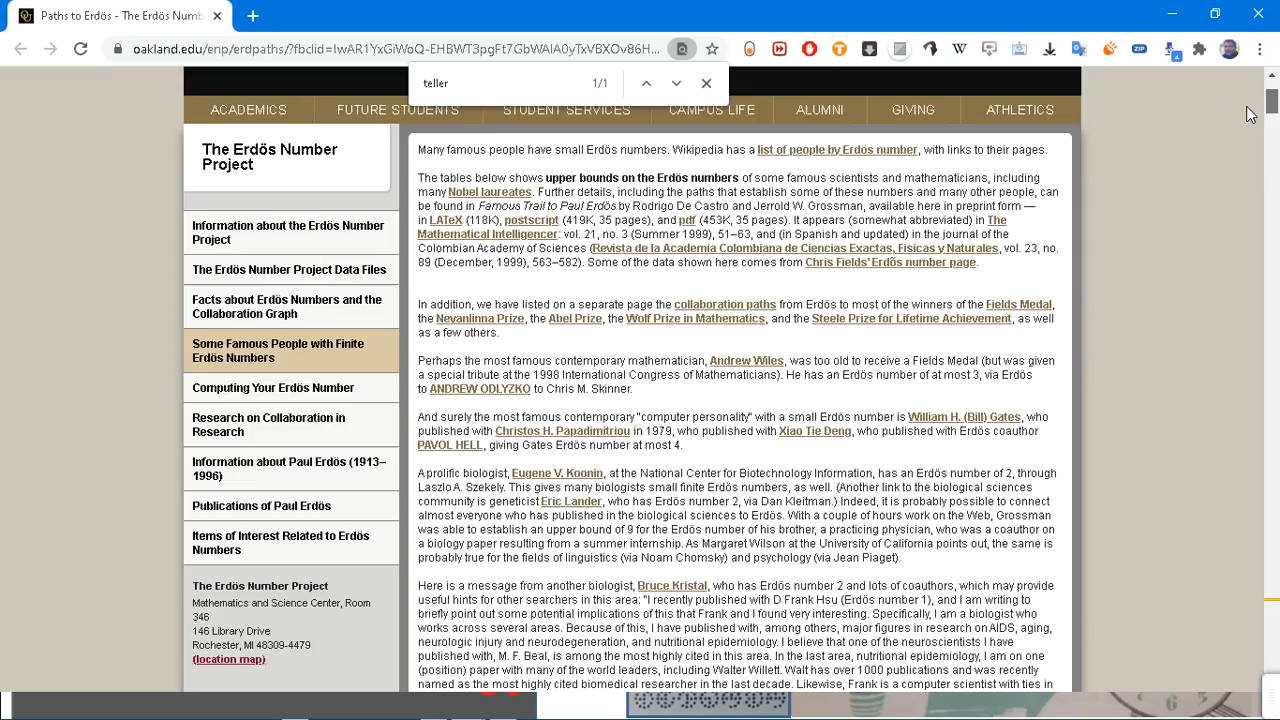 Paths to Erdös - The Erdös Numb
oakland.edu/enp/erdpaths/?fbclid=IwAR1YxGiWoQ-EHBWT3pgFt7GbWAlA0yTxVBXOv86H...
teller 1/1
ACADEMICS FUTURE STUDENTS STUDENT SERVICES CAMPUS LIFE ALUMNI GIVING ATHLETICS
The Erdös Number
Project
Information about the Erdös Number
Project
The Erdös Number Project Data Files
Facts about Erdös Numbers and the
Collaboration Graph
Some Famous People with Finite
Erdös Numbers
Computing Your Erdös Number
Research on Collaboration in
Research
Information about Paul Erdös (1913–
1996)
Publications of Paul Erdös
Items of Interest Related to Erdös
Numbers
The Erdös Number Project
Mathematics and Science Center, Room
346
146 Library Drive
Rochester, MI 48309-4479
(location map)
Many famous people have small Erdös numbers. Wikipedia has a list of people by Erdös number, with links to their pages.
The tables below shows upper bounds on the Erdös numbers of some famous scientists and mathematicians, including
many Nobel laureates. Further details, including the paths that establish some of these numbers and many other people, can
be found in Famous Trail to Paul Erdös by Rodrigo De Castro and Jerrold W. Grossman, available here in preprint form —
in LATeX (118K), postscript (419K, 35 pages), and pdf (453K, 35 pages). It appears (somewhat abbreviated) in The
Mathematical Intelligencer: vol. 21, no. 3 (Summer 1999), 51–63, and (in Spanish and updated) in the journal of the
Colombian Academy of Sciences (Revista de la Academia Colombiana de Ciencias Exactas, Fisicas y Naturales, vol. 23, no.
89 (December, 1999), 563–582). Some of the data shown here comes from Chris Fields' Erdõs number page.
In addition, we have listed on a separate page the collaboration paths from Erdös to most of the winners of the Fields Medal,
the Nevanlinna Prize, the Abel Prize, the Wolf Prize in Mathematics, and the Steele Prize for Lifetime Achievement, as well
as a few others.
Perhaps the most famous contemporary mathematician, Andrew Wiles, was too old to receive a Fields Medal (but was given
a special tribute at the 1998 International Congress of Mathematicians). He has an Erdös number of at most 3, via Erdös
to ANDREW ODLYZKO to Chris M. Skinner.
And surely the most famous contemporary "computer personality" with a small Erdös number is William H. (Bill) Gates, who
published with Christos H. Papadimitriou in 1979, who published with Xiao Tie Deng, who published with Erdös coauthor
PAVOL HELL, giving Gates Erdös number at most 4.
A prolific biologist, Eugene V. Koonin, at the National Center for Biotechnology Information, has an Erdös number of 2, through
Laszlo A. Szekely. This gives many biologists small finite Erdös numbers, as well. (Another link to the biological sciences
community is geneticist Eric Lander, who has Erdös number 2, via Dan Kleitman.) Indeed, it is probably possible to connect
almost everyone who has published in the biological sciences to Erdös. With a couple of hours work on the Web, Grossman
was able to establish an upper bound of 9 for the Erdös number of his brother, a practicing physician, who was a coauthor on
a biology paper resulting from a summer internship. As Margaret Wilson at the University of California points out, the same is
probably true for the fields of linguistics (via Noam Chomsky) and psychology (via Jean Piaget).
Here is a message from another biologist, Bruce Kristal, who has Erdös number 2 and lots of coauthors, which may provide
useful hints for other searchers in this area: "I recently published with D Frank Hsu (Erdös number 1), and I am writing to
briefly point out some potential implications of this that Frank and I found very interesting. Specifically, I am a biologist who
works across several areas. Because of this, I have published with, among others, major figures in research on AIDS, aging,
neurologic injury and neurodegeneration, and nutritional epidemiology. I believe that one of the neuroscientists I have
published with, M. F. Beal, is among the most highly cited in this area. In the last area, nutritional epidemiology, I am on one
(position) paper with many of the world leaders, including Walter Willett. Walt has over 1000 publications and was recently
named as the most highly cited biomedical researcher in the last decade. Likewise, Frank is a computer scientist with ties in